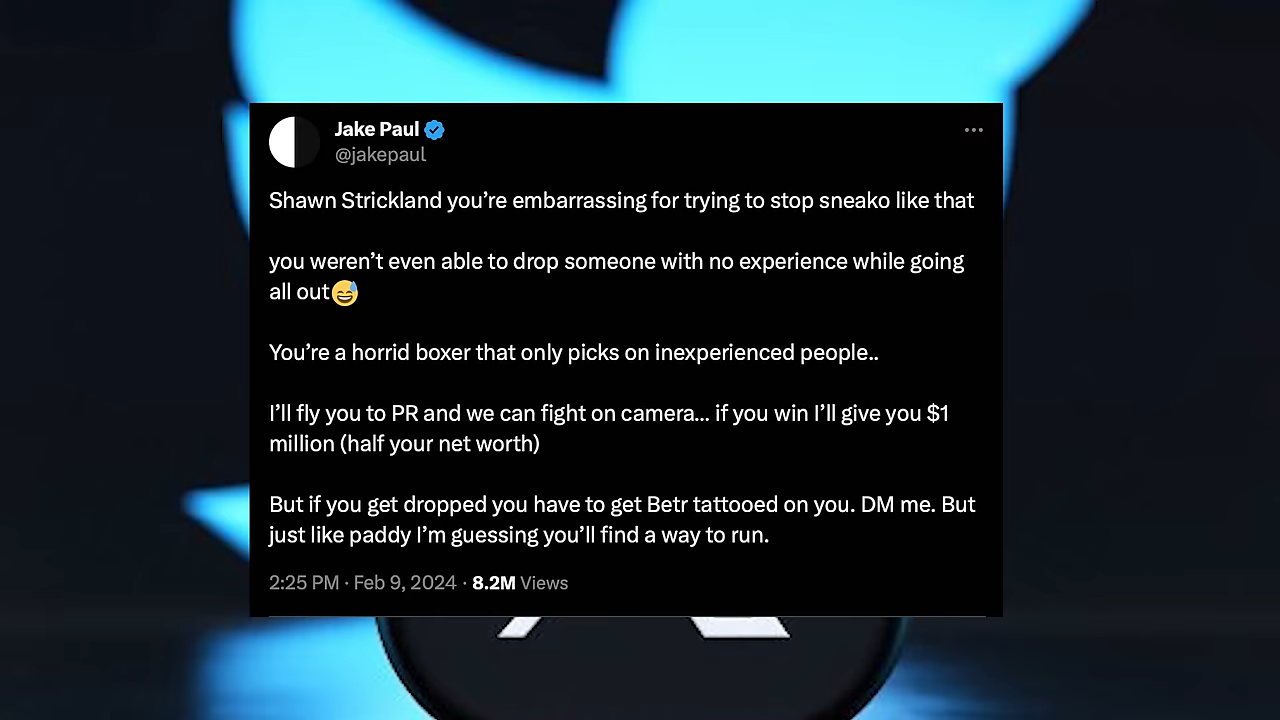 Jake Paul
@jakepaul
Shawn Strickland you’re embarrassing for trying to stop sneako like that
you weren’t even able to drop someone with no experience while going
all out😅
You’re a horrid boxer that only picks on inexperienced people..
I’ll fly you to PR and we can fight on camera... if you win I’ll give you $1
million (half your net worth)
But if you get dropped you have to get Betr tattooed on you. DM me. But
just like paddy I’m guessing you’ll find a way to run.
2:25 PM · Feb 9, 2024 · 8.2M Views